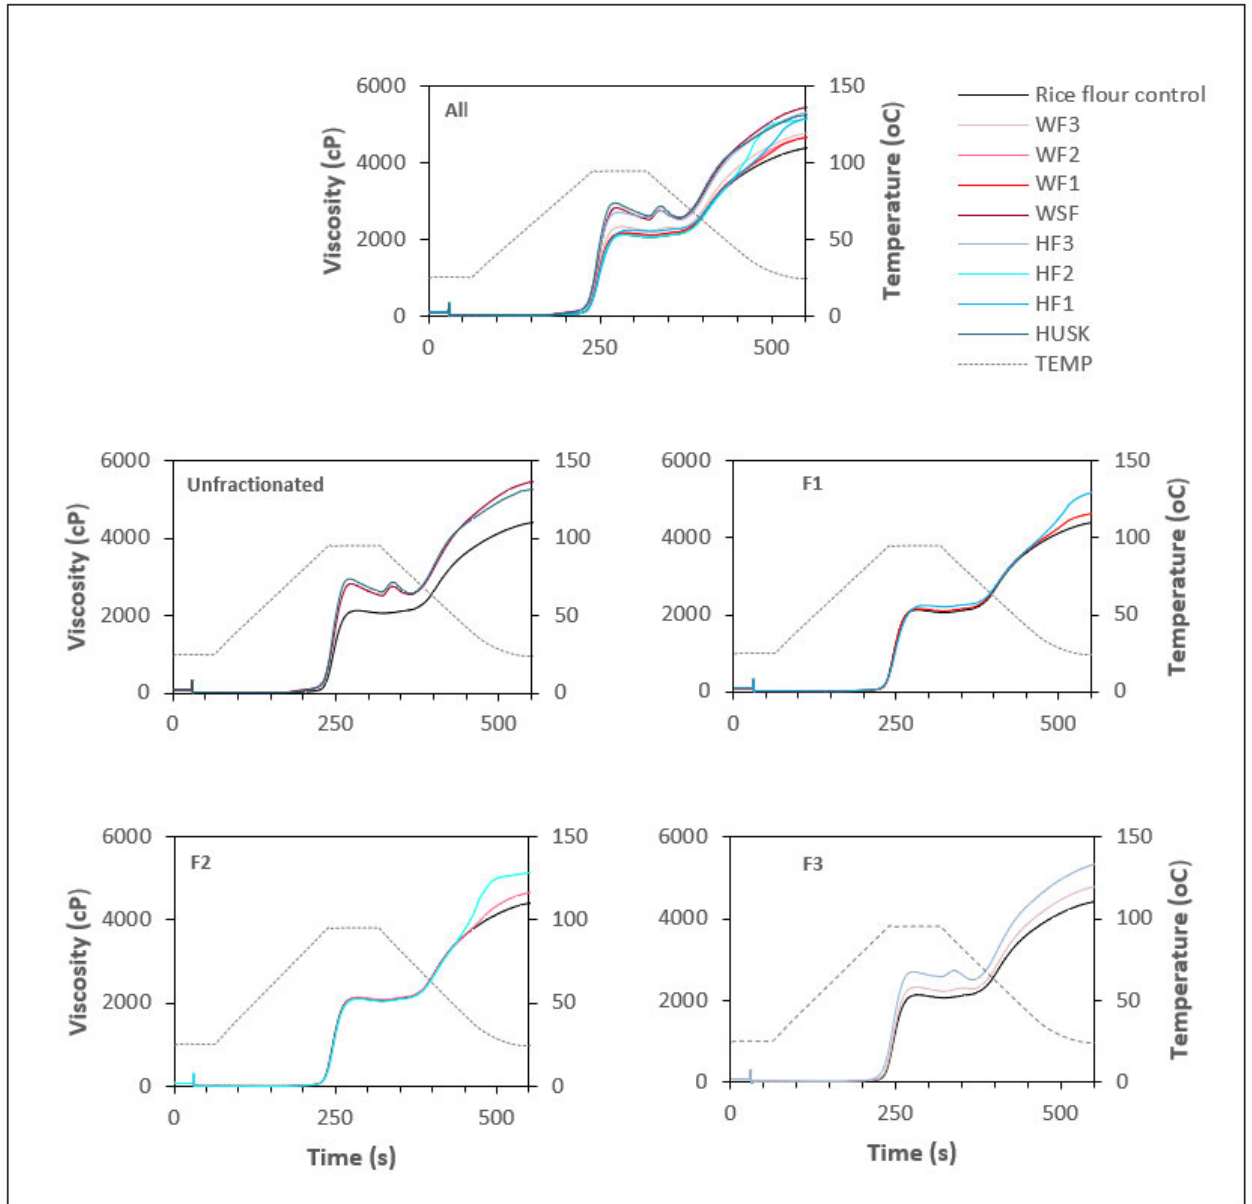 All
6000
4000
2000
0
Viscosity (cP)
150
100
50
0
Temperature (oC)
0
250
500
Rice flour control
WF3
WF2
WF1
WSF
HF3
HF2
HF1
HUSK
TEMP
Unfractionated
6000
4000
2000
0
Viscosity (cP)
150
100
50
0
0
250
500
F1
6000
4000
2000
0
150
100
50
0
Temperature (oC)
0
250
500
F2
6000
4000
2000
0
Viscosity (cP)
150
100
50
0
0
250
500
Time (s)
F3
6000
4000
2000
0
150
100
50
0
Temperature (oC)
0
250
500
Time (s)